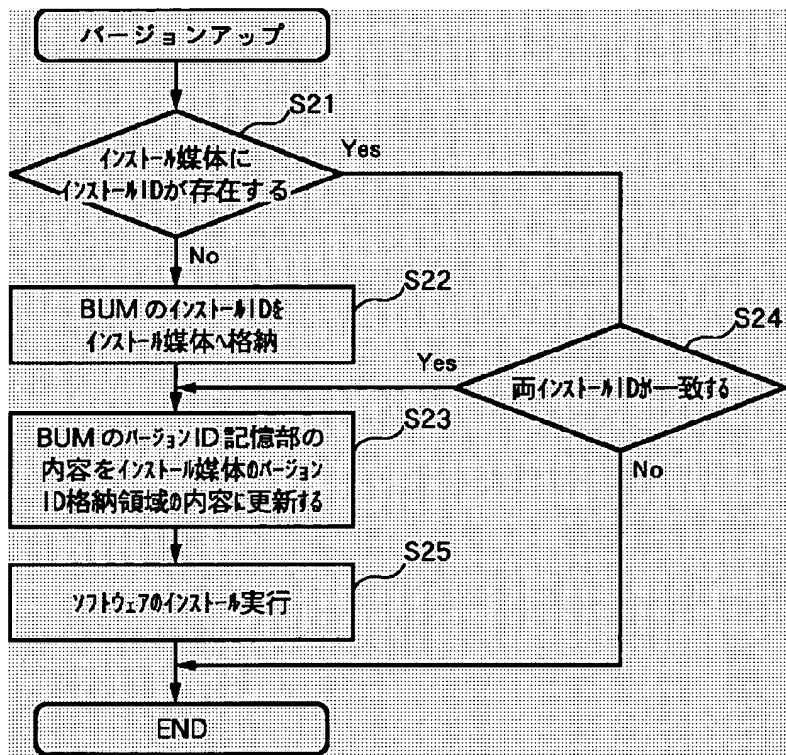 バージョンアップ
S21
インストール媒体に
インストールIDが存在する
Yes
No
S22
BUMのインストールIDを
インストール媒体へ格納
S24
両インストールIDが一致する
Yes
No
S23
BUMのバージョンID記憶部の
内容をインストール媒体のバージョン
ID格納領域の内容に更新する
S25
ソフトウェアのインストール実行
END